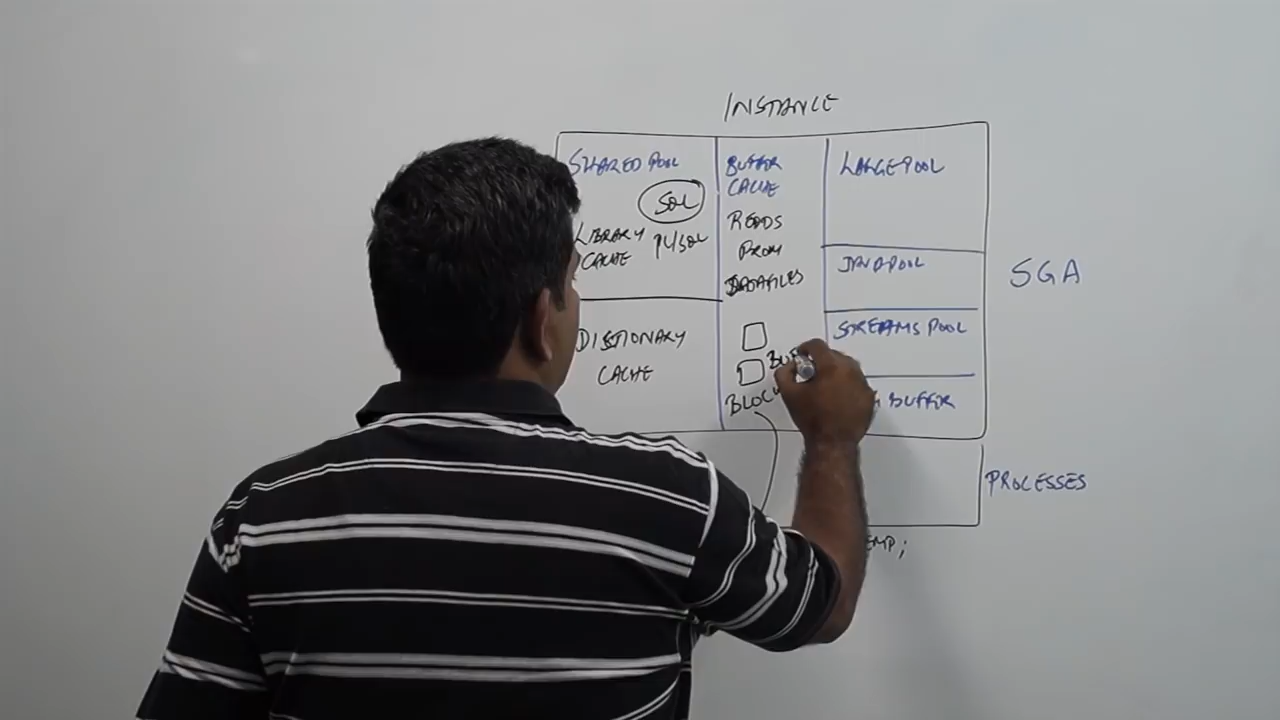 INSTANCE
SHARED POOL
SQL
LIBRARY
CACHE
PL/SQL
DICTIONARY
CACHE
BUFFER
CACHE
READS
FROM
DATAFILES
LARGE POOL
JAVA POOL
STREAMS POOL
BUFFER
SGA
PROCESSES